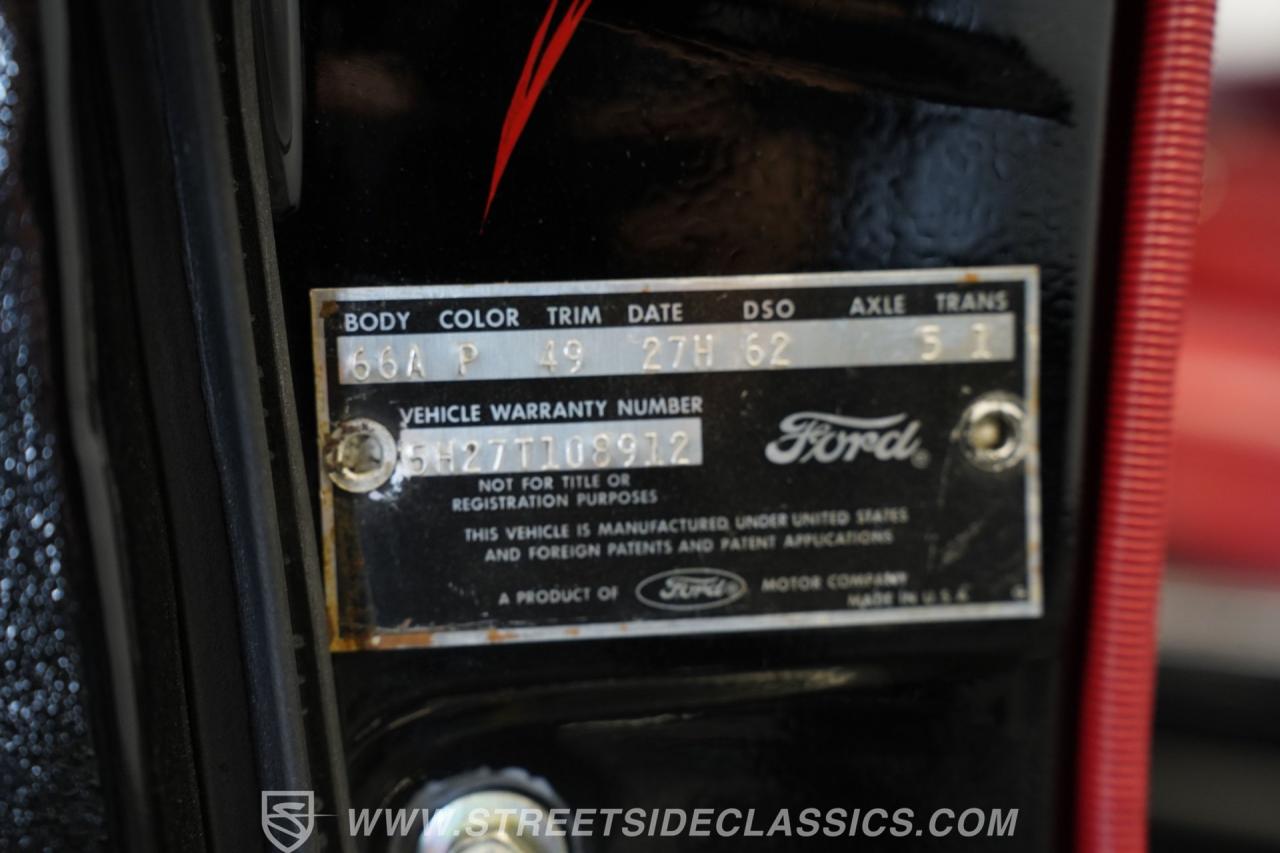 BODY COLOR TRIM DATE DSO AXLE TRANS
66A P 49 27H 62 5 1
VEHICLE WARRANTY NUMBER
5H27T108912
Ford
NOT FOR TITLE OR
REGISTRATION PURPOSES
THIS VEHICLE IS MANUFACTURED UNDER UNITED STATES
AND FOREIGN PATENTS AND PATENT APPLICATIONS
A PRODUCT OF Ford MOTOR COMPANY
MADE IN U.S.A.
WWW.STREETSIDECLASSICS.COM